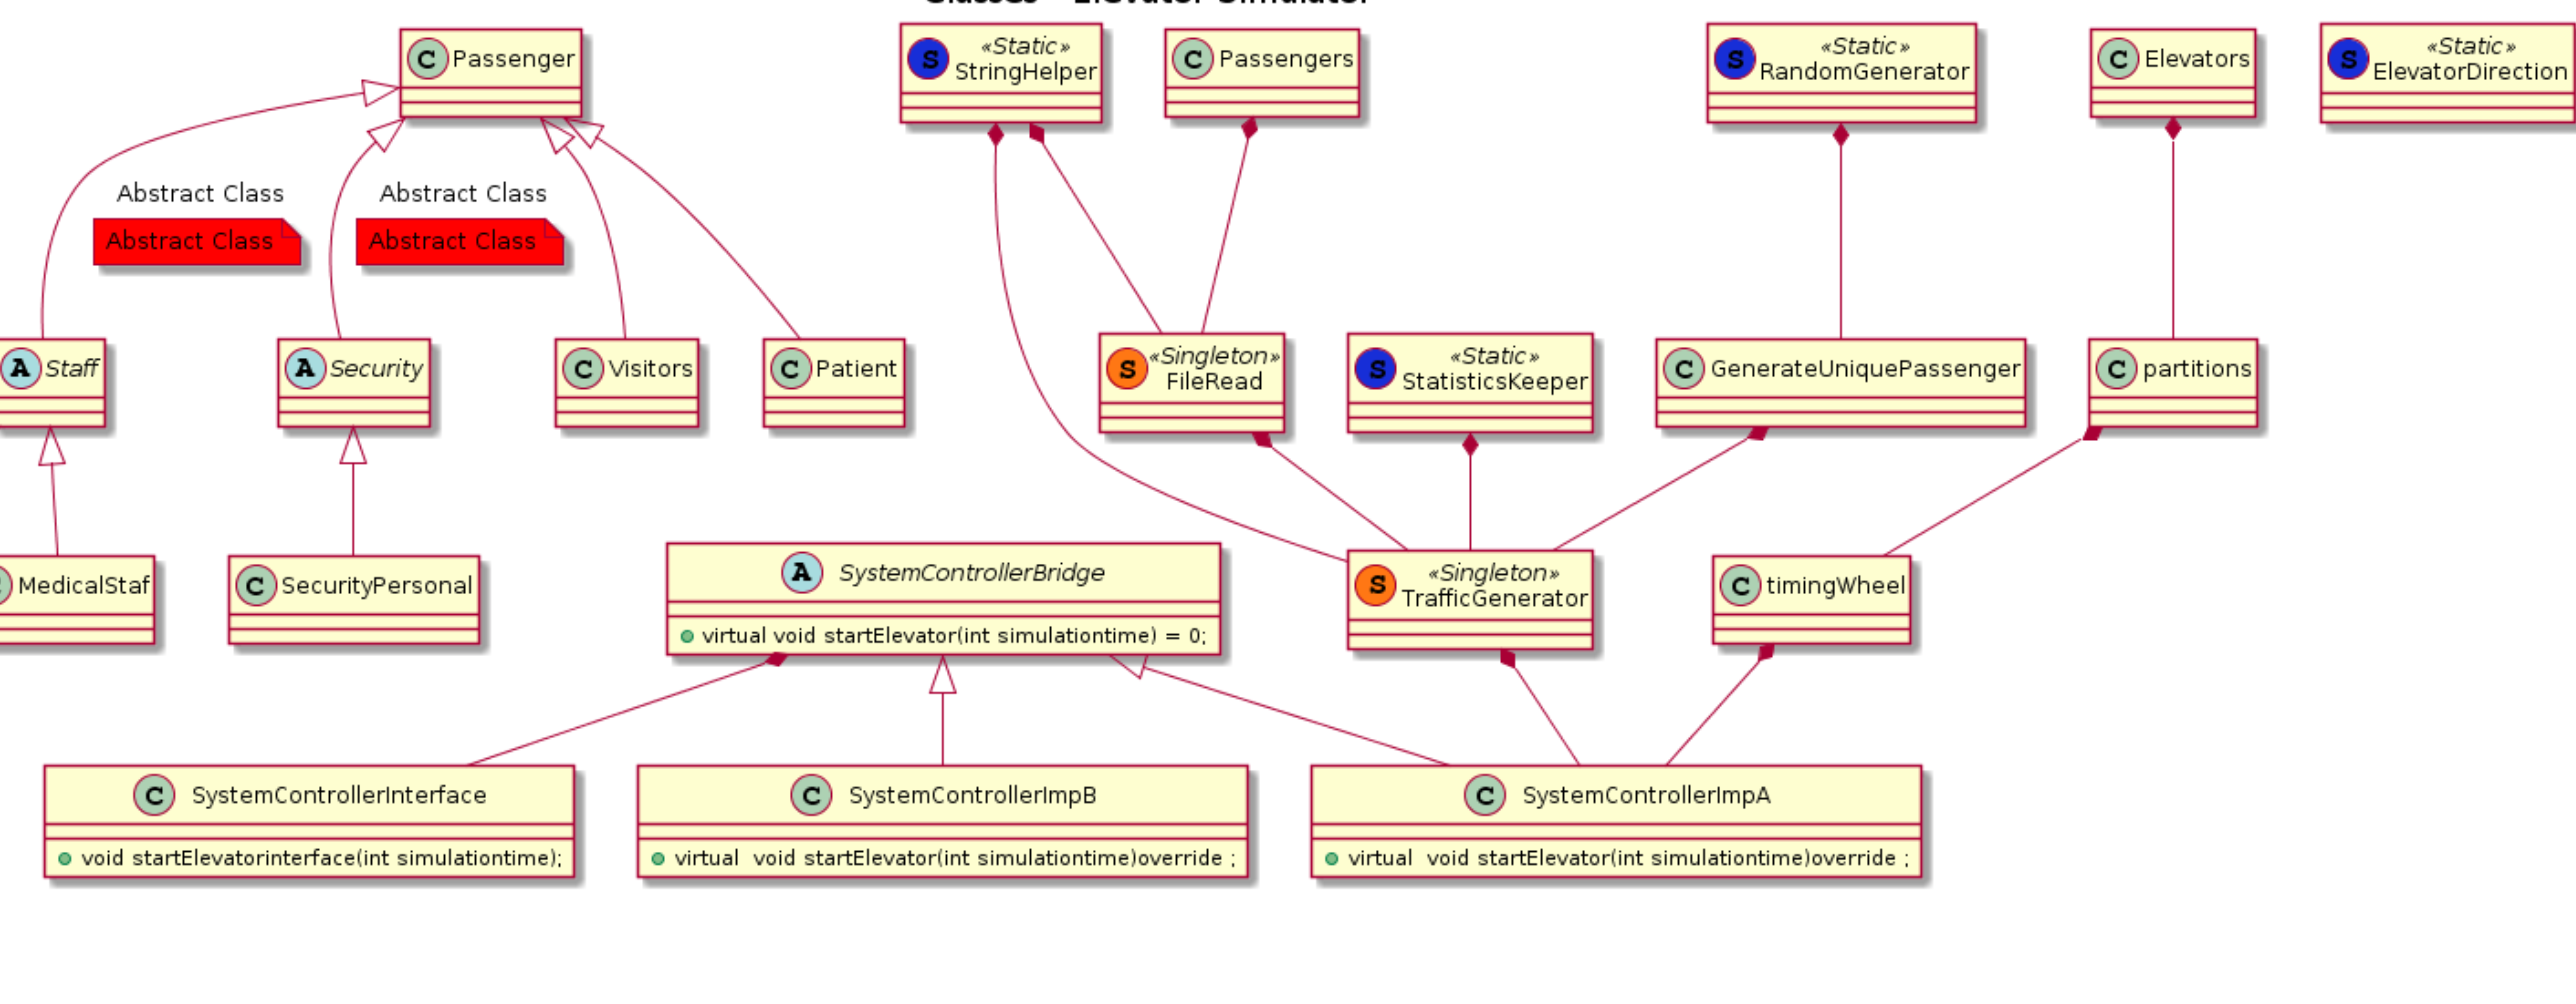 Classes - Elevator Simulator
C Passenger
S «Static»
StringHelper
C Passengers
S «Static»
RandomGenerator
C Elevators
S «Static»
ElevatorDirection
Abstract Class
Abstract Class
Abstract Class
Abstract Class
A Staff
A Security
C Visitors
C Patient
S «Singleton»
FileRead
S «Static»
StatisticsKeeper
C GenerateUniquePassenger
C partitions
MedicalStaf
C SecurityPersonal
A SystemControllerBridge
virtual void startElevator(int simulationtime) = 0;
S «Singleton»
TrafficGenerator
C timingWheel
C SystemControllerInterface
void startElevatorinterface(int simulationtime);
C SystemControllerImpB
virtual  void startElevator(int simulationtime)override ;
C SystemControllerImpA
virtual  void startElevator(int simulationtime)override ;